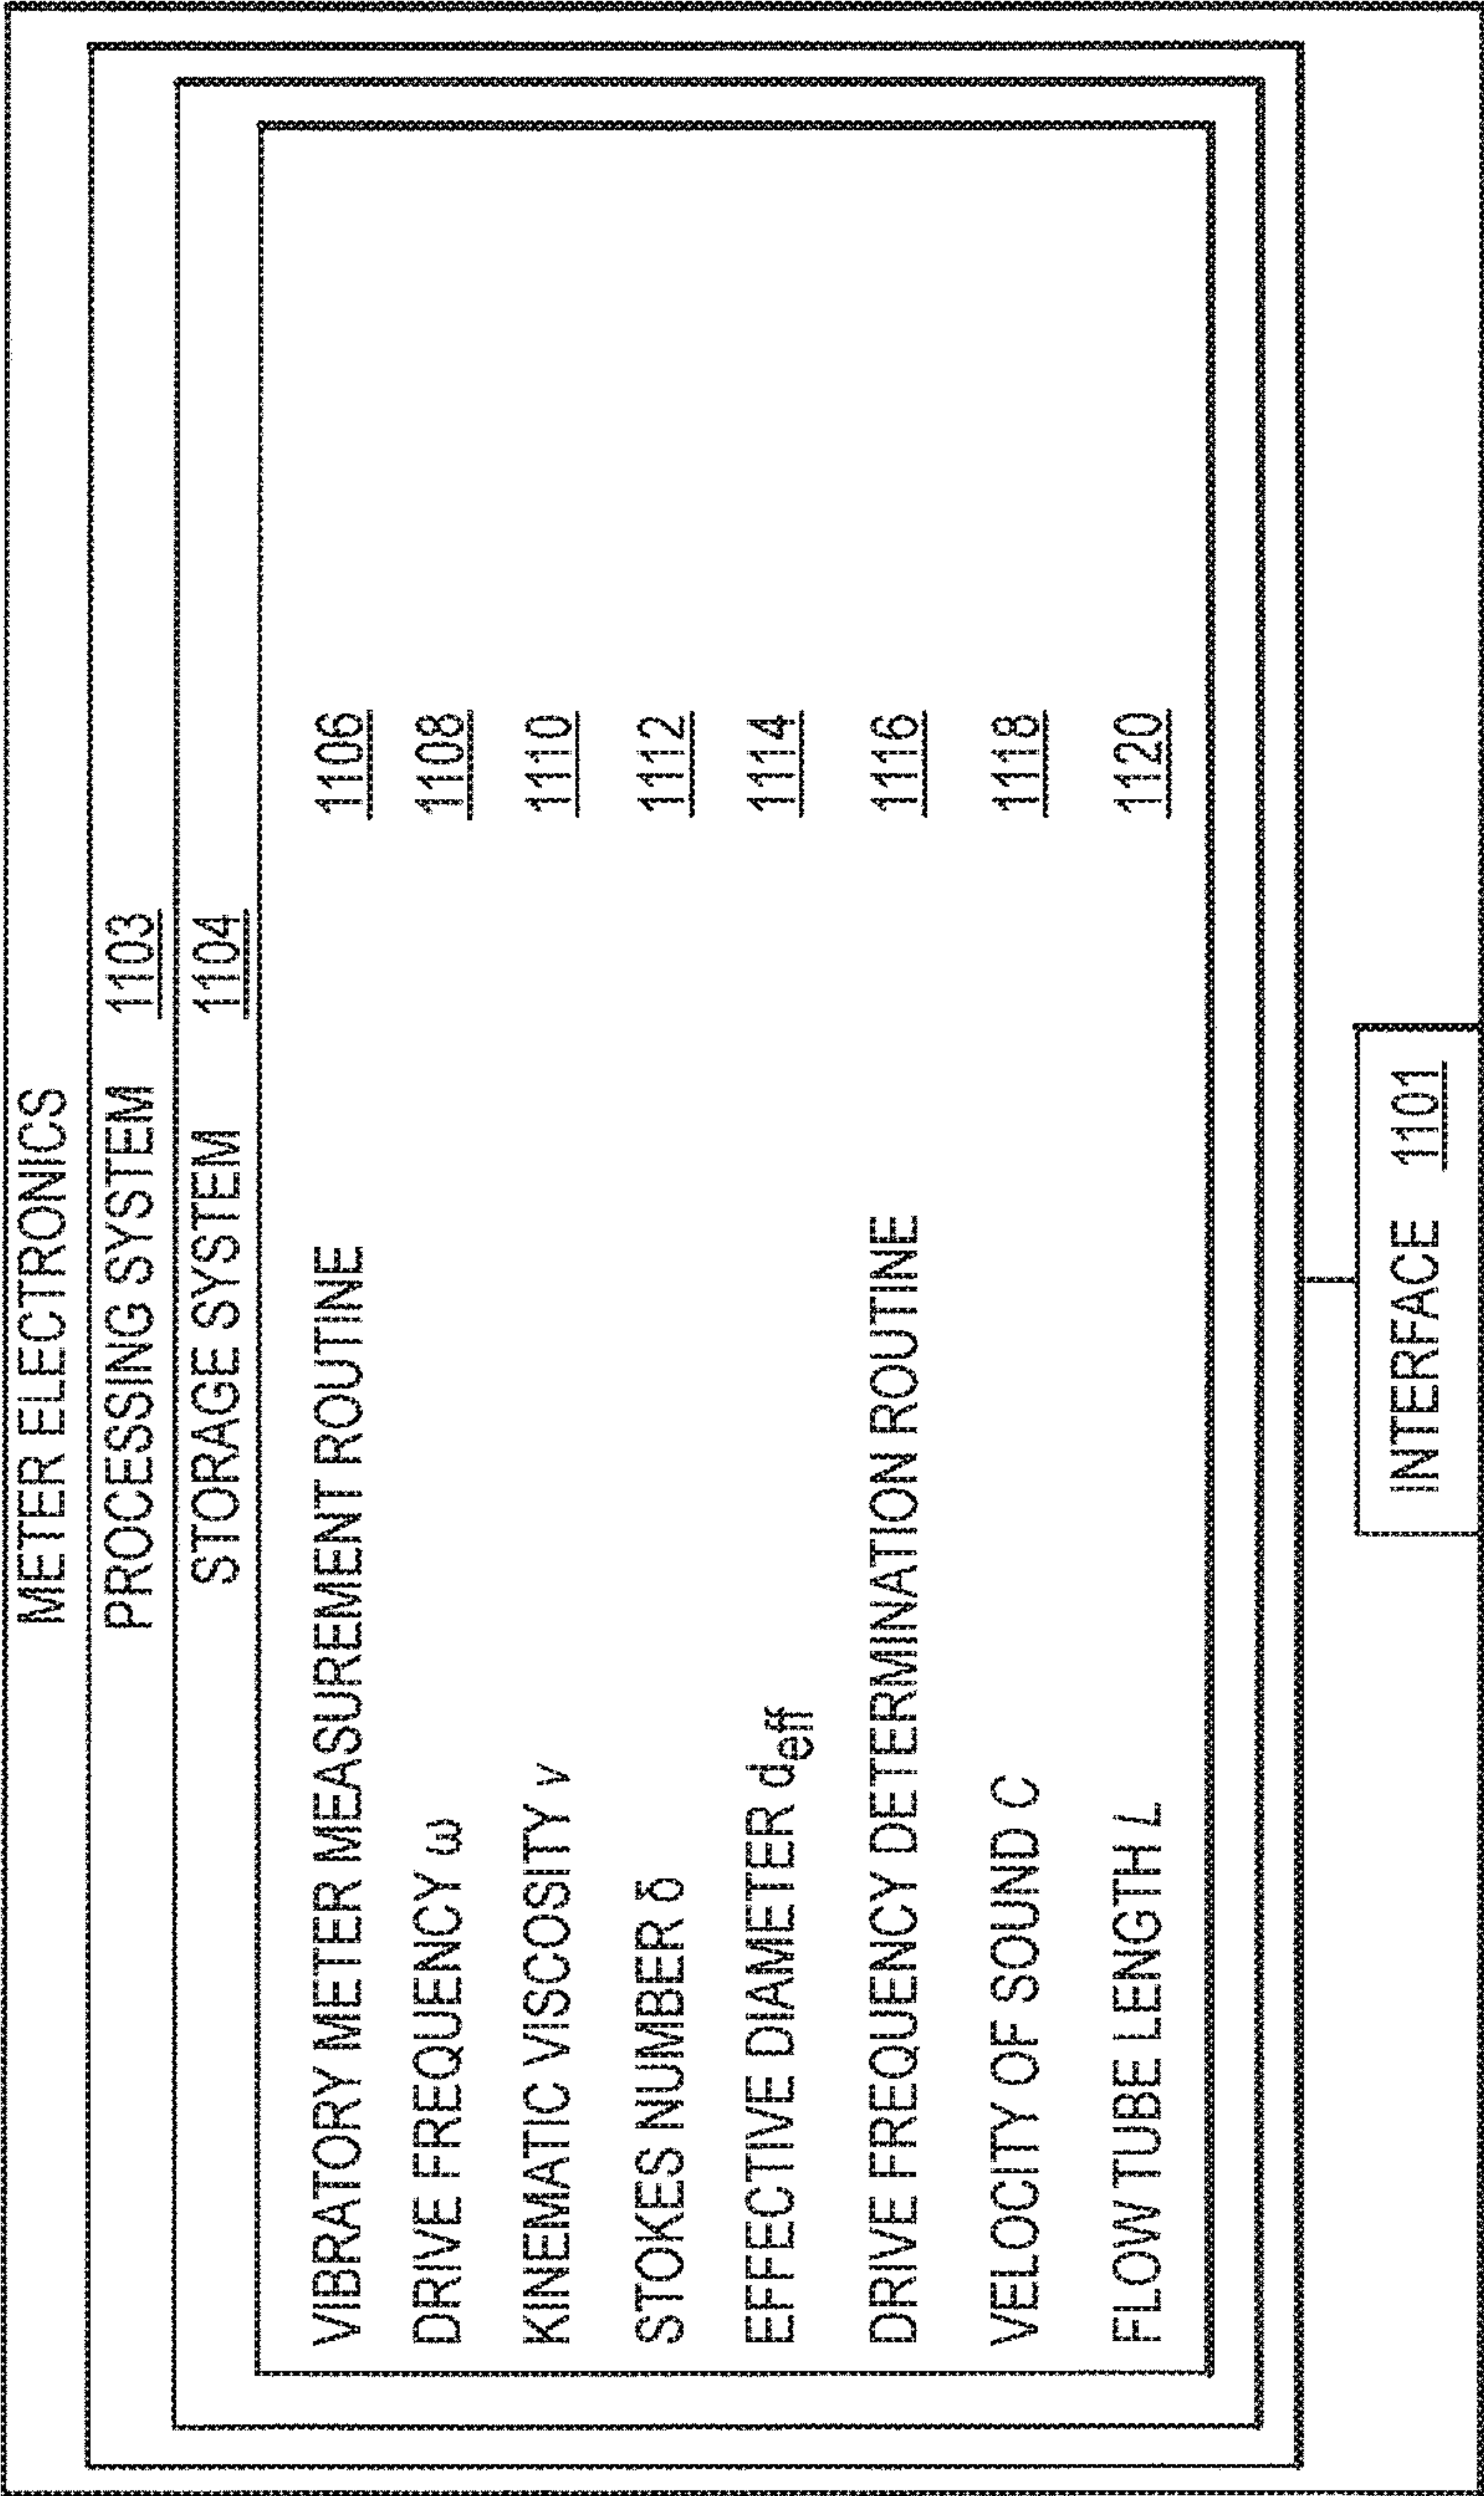 METER ELECTRONICS
PROCESSING SYSTEM 1103
STORAGE SYSTEM 1104
VIBRATORY METER MEASUREMENT ROUTINE 1106
DRIVE FREQUENCY ω 1108
KINEMATIC VISCOSITY v 1110
STOKES NUMBER δ 1112
EFFECTIVE DIAMETER deff 1114
DRIVE FREQUENCY DETERMINATION ROUTINE 1116
VELOCITY OF SOUND C 1118
FLOW TUBE LENGTH L 1120
INTERFACE 1101